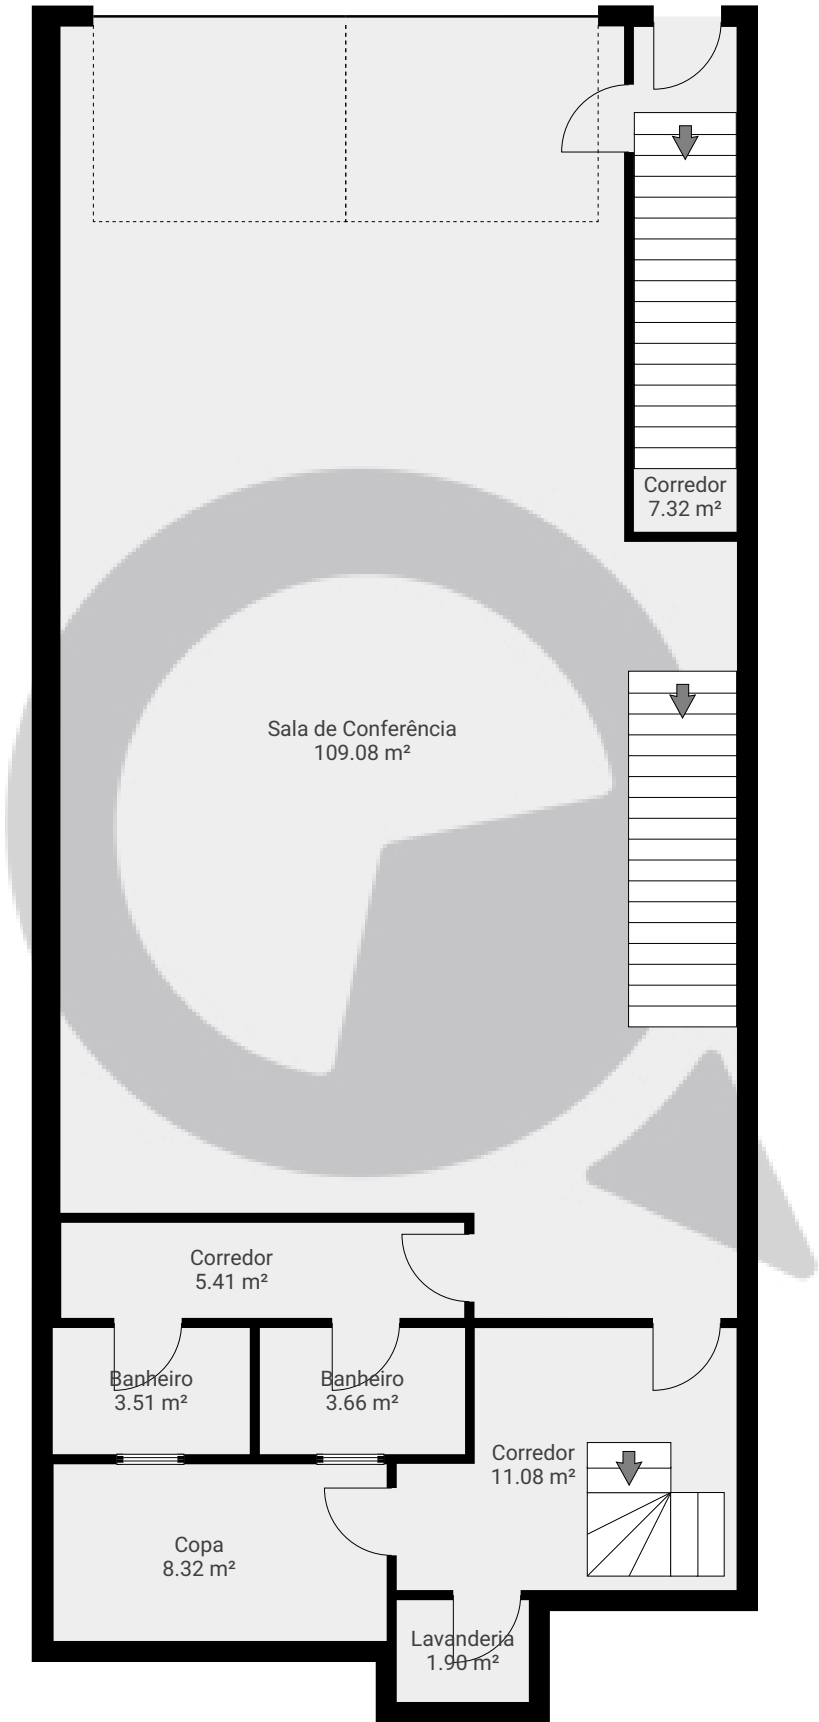 Corredor
7.32 m²
Sala de Conferência
109.08 m²
Corredor
5.41 m²
Banheiro
3.51 m²
Banheiro
3.66 m²
Corredor
11.08 m²
Copa
8.32 m²
Lavanderia
1.90 m²